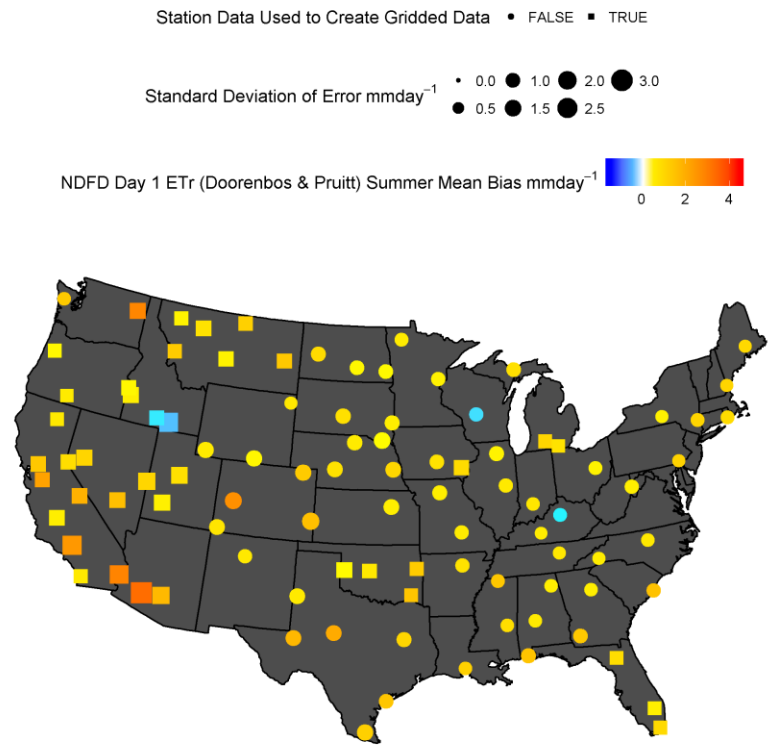 Station Data Used to Create Gridded Data FALSE TRUE
Standard Deviation of Error mmday⁻¹ 0.0 1.0 2.0 3.0
0.5 1.5 2.5
NDFD Day 1 ETr (Doorenbos & Pruitt) Summer Mean Bias mmday⁻¹
0 2 4